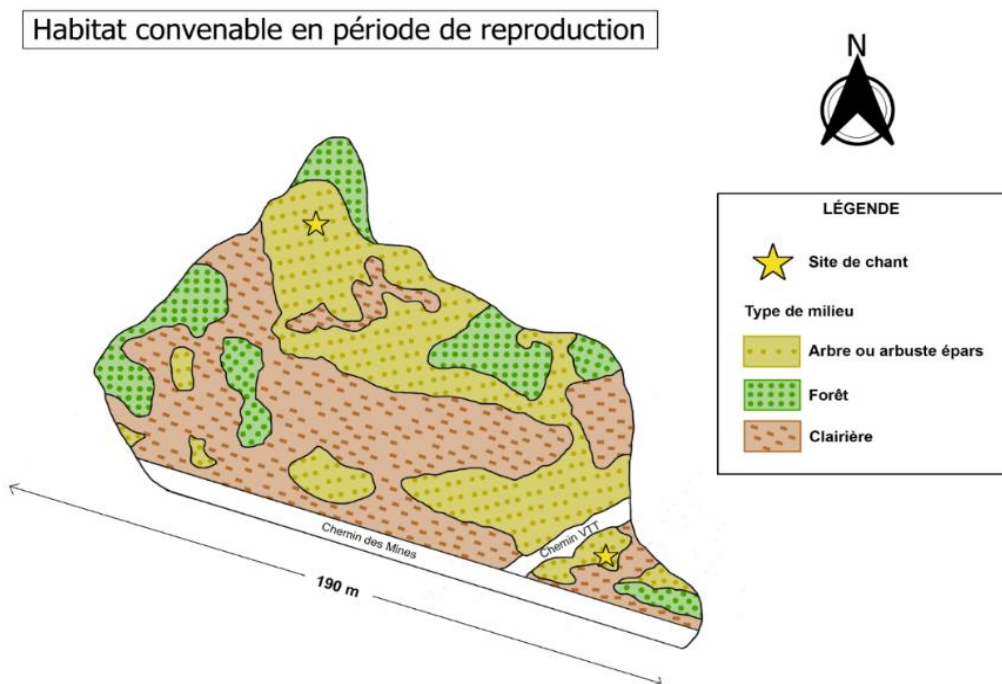 Habitat convenable en période de reproduction
N
LÉGENDE
Site de chant
Type de milieu
Arbre ou arbuste épars
Forêt
Clairière
Chemin VTT
Chemin des Mines
190 m